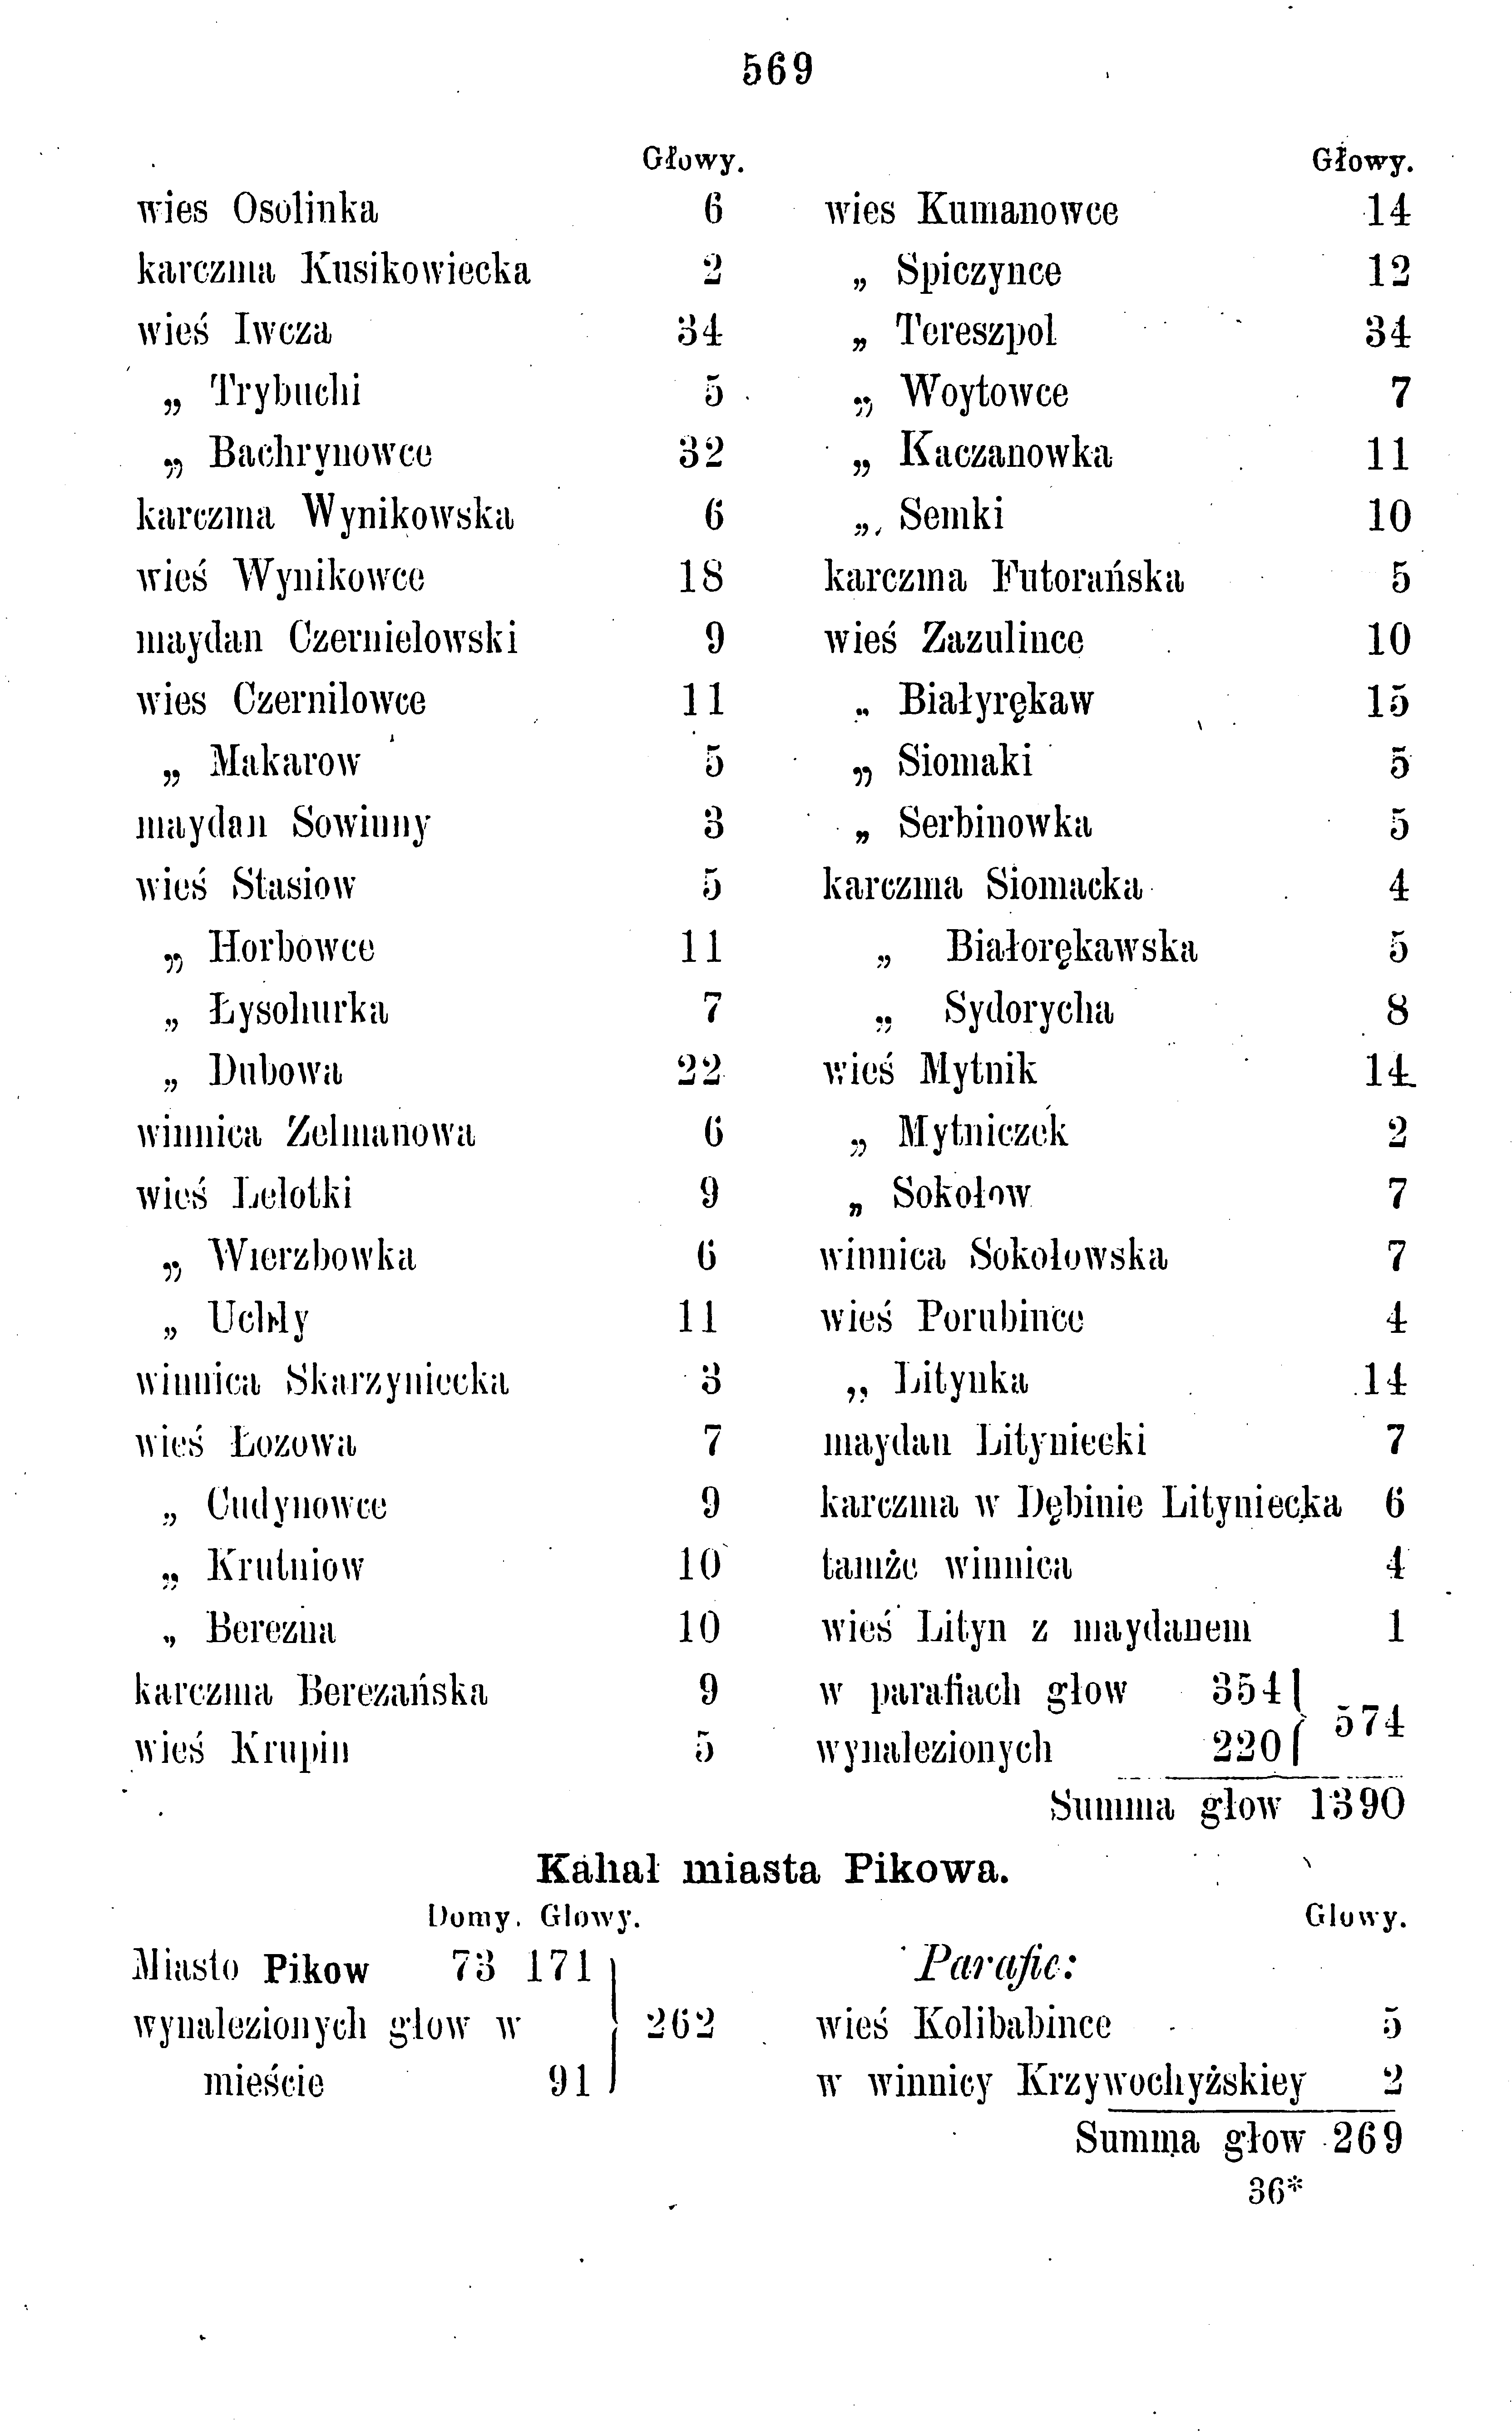 569
Głowy.
wies Osolinka 6
karczma Kusikowiecka 2
wieś Iwcza 34
„ Trybuchi 5
„ Bachrynowce 32
karczma Wynikowska 6
wieś Wynikowce 18
maydan Czernielowski 9
wies Czernilowce 11
„ Makarow 5
maydan Sowinny 3
wieś Stasiow 5
„ Horbowce 11
„ Łysohurka 7
„ Dubowa 22
winnica Zelmanowa 6
wieś Lelotki 9
„ Wierzbowka 6
„ 11
winnica Skarzyniecka 3
wieś Łozowa 7
„ Cudynowce 9
„ Krutniow 10
„ Berezna 10
karczma Berezańska 9
wieś Krupin 5
Głowy.
wies Kumanowce 14
„ Spiczynce 12
„ Tereszpol 34
„ Woytowce 7
„ Kaczanowka 11
„ Semki 10
karczma Futorańska 5
wieś Zazulince 10
„ Białyrękaw 15
„ Siomaki 5
„ Serbinowka 5
karczma Siomacka 4
„ Białorękawska 5
„ Sydorycha 8
wieś Mytnik 14
„ Mytniczek 2
„ Sokołow 7
winnica Sokołowska 7
wieś Porubince 4
„ Litynka 14
maydan Lityniecki 7
karczma w Dębinie Lityniecka 6
tamże winnica 4
wieś Lityn z maydanem 1
w parafiach głow 354
574
wynalezionych 220
Summa głow 1390
Kahał miasta Pikowa.
Domy. Głowy.
Miasto Pikow 73 171
wynalezionych głow w 262
mieście 91
Głowy.
Parafie:
wieś Kolibabince 5
w winnicy Krzywochyżskiey 2
Summa głow 269
36*